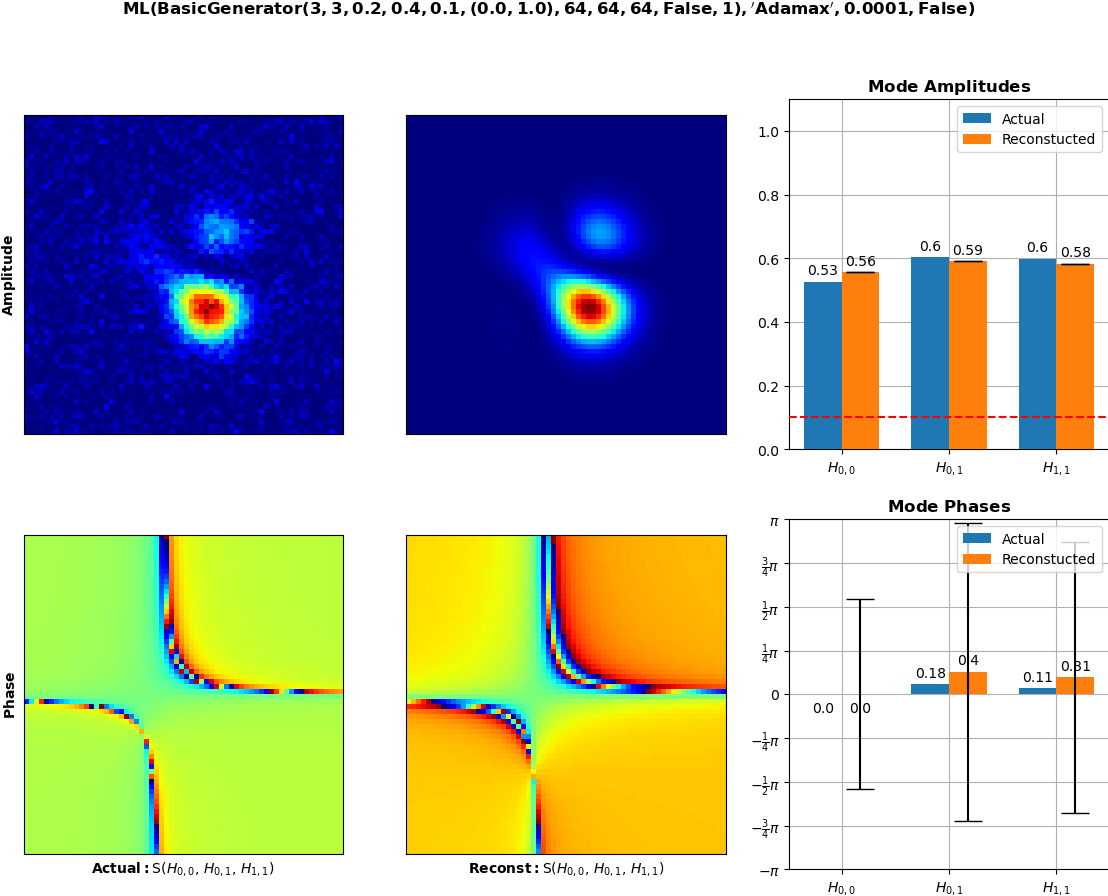 ML(BasicGenerator(3, 3, 0.2, 0.4, 0.1, (0.0, 1.0), 64, 64, 64, False, 1), 'Adamax', 0.0001, False)
Amplitude
Mode Amplitudes
Actual
Reconstucted
1.0
0.8
0.6
0.4
0.2
0.0
0.53
0.56
0.6
0.59
0.6
0.58
H0,0
H0,1
H1,1
Phase
Actual: S(H0,0, H0,1, H1,1)
Reconst: S(H0,0, H0,1, H1,1)
Mode Phases
Actual
Reconstucted
π
3/4π
1/2π
1/4π
0
−1/4π
−1/2π
−3/4π
−π
0.0
0.0
0.18
0.4
0.11
0.31
H0,0
H0,1
H1,1